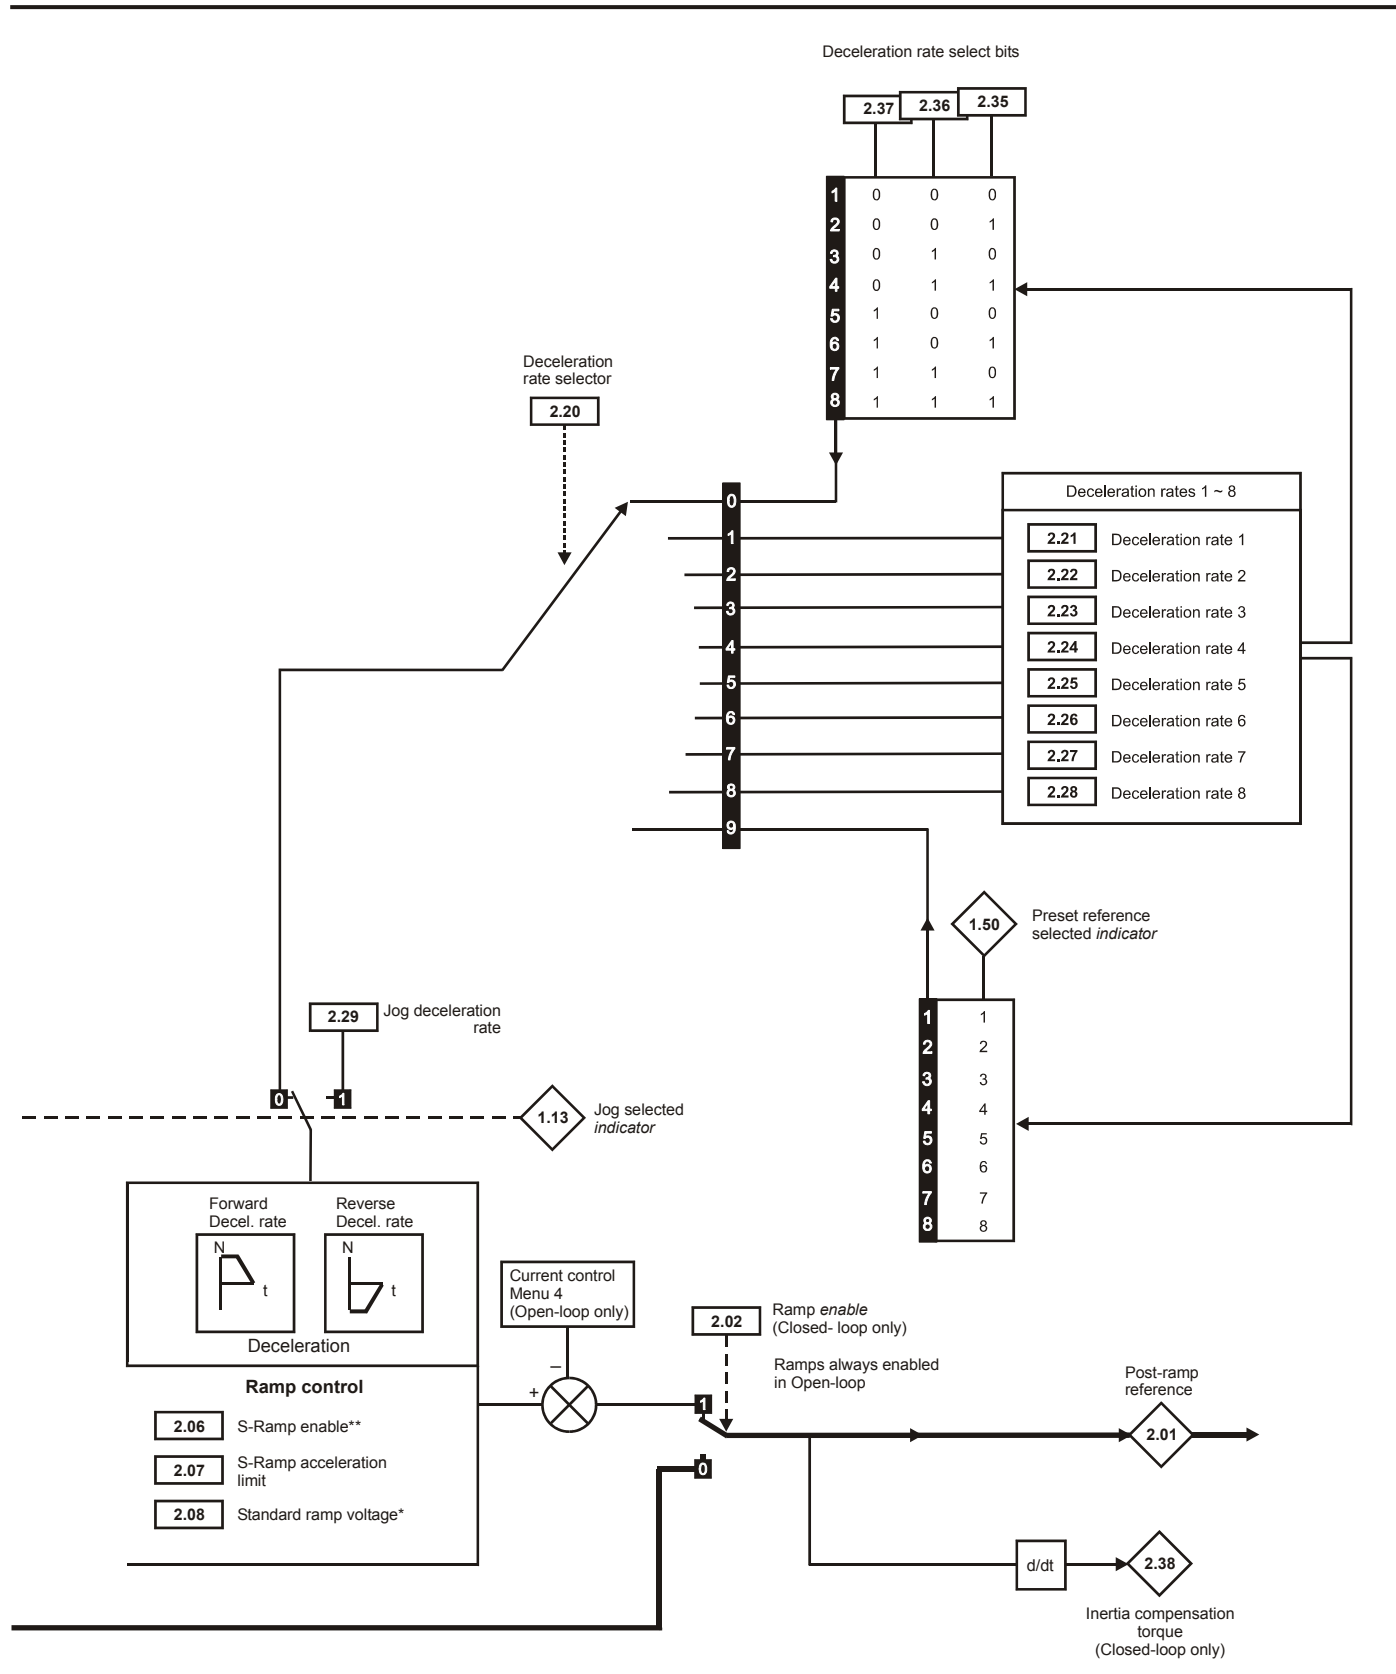 Deceleration rate select bits
2.37 2.36 2.35
1 0 0 0
2 0 0 1
3 0 1 0
4 0 1 1
5 1 0 0
6 1 0 1
7 1 1 0
8 1 1 1
Deceleration
rate selector
2.20
0
1
2
3
4
5
6
7
8
9
Deceleration rates 1 ~ 8
2.21 Deceleration rate 1
2.22 Deceleration rate 2
2.23 Deceleration rate 3
2.24 Deceleration rate 4
2.25 Deceleration rate 5
2.26 Deceleration rate 6
2.27 Deceleration rate 7
2.28 Deceleration rate 8
1.50
Preset reference
selected indicator
1 1
2 2
3 3
4 4
5 5
6 6
7 7
8 8
2.29
Jog deceleration
rate
0 1
1.13
Jog selected
indicator
Forward
Decel. rate
N
t
Reverse
Decel. rate
N
t
Deceleration
Ramp control
2.06 S-Ramp enable**
2.07 S-Ramp acceleration
limit
2.08 Standard ramp voltage*
Current control
Menu 4
(Open-loop only)
–
+
2.02
Ramp enable
(Closed- loop only)
Ramps always enabled
in Open-loop
1
0
Post-ramp
reference
2.01
d/dt
2.38
Inertia compensation
torque
(Closed-loop only)